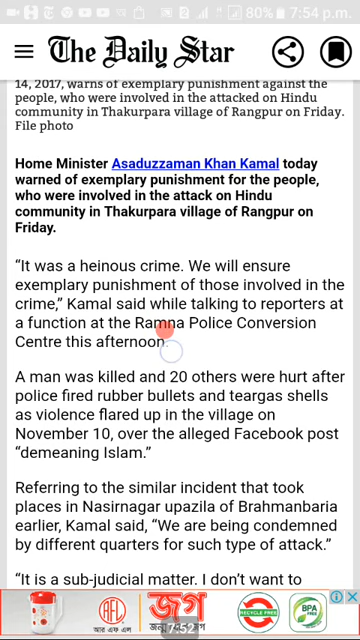 80% 7:54 p.m.
The Daily Star
14, 2017, warns of exemplary punishment against the
people, who were involved in the attacked on Hindu
community in Thakurpara village of Rangpur on Friday.
File photo
Home Minister Asaduzzaman Khan Kamal today
warned of exemplary punishment for the people,
who were involved in the attack on Hindu
community in Thakurpara village of Rangpur on
Friday.
“It was a heinous crime. We will ensure
exemplary punishment of those involved in the
crime,” Kamal said while talking to reporters at
a function at the Ramna Police Conversion
Centre this afternoon.
A man was killed and 20 others were hurt after
police fired rubber bullets and teargas shells
as violence flared up in the village on
November 10, over the alleged Facebook post
“demeaning Islam.”
Referring to the similar incident that took
places in Nasirnagar upazila of Brahmanbaria
earlier, Kamal said, “We are being condemned
by different quarters for such type of attack.”
“It is a sub-judicial matter. I don’t want to
RFL
আর এফ এল
জগ
7:52
RECYCLE FREE
BPA
FREE